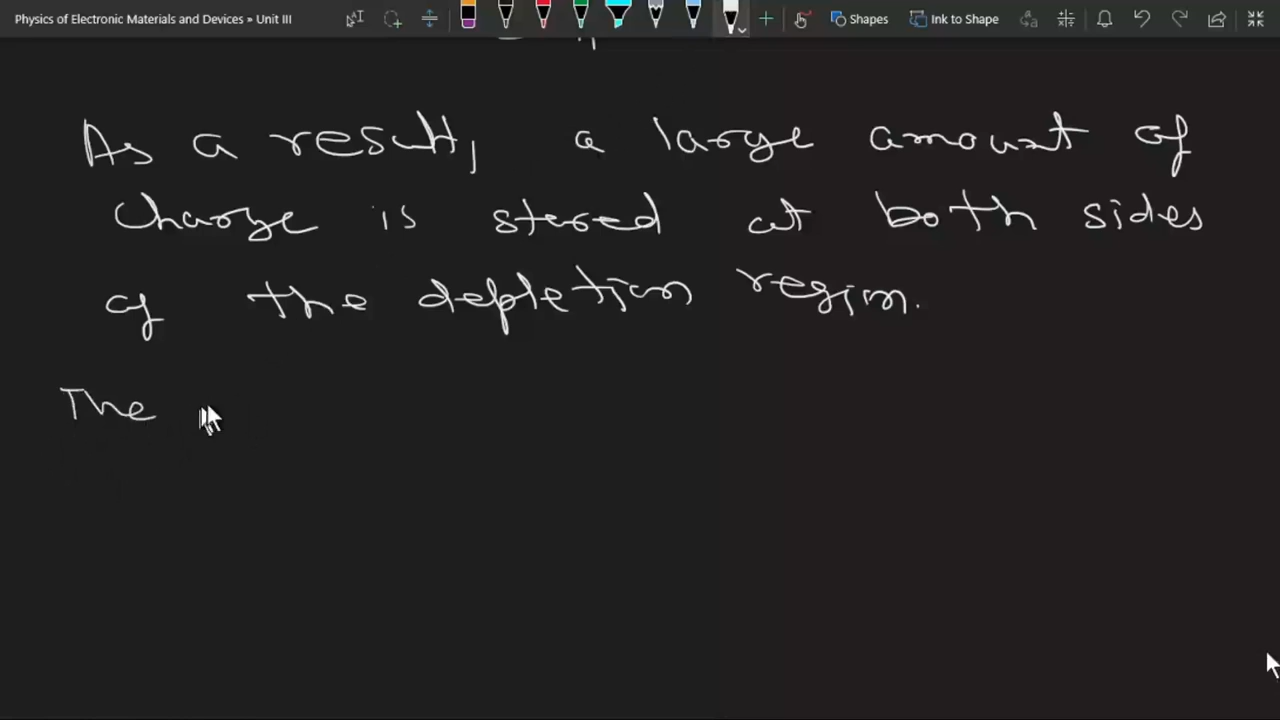 Physics of Electronic Materials and Devices » Unit III
Shapes
Ink to Shape
As a result, a large amount of
charge is stored at both sides
of the depletion region.
The